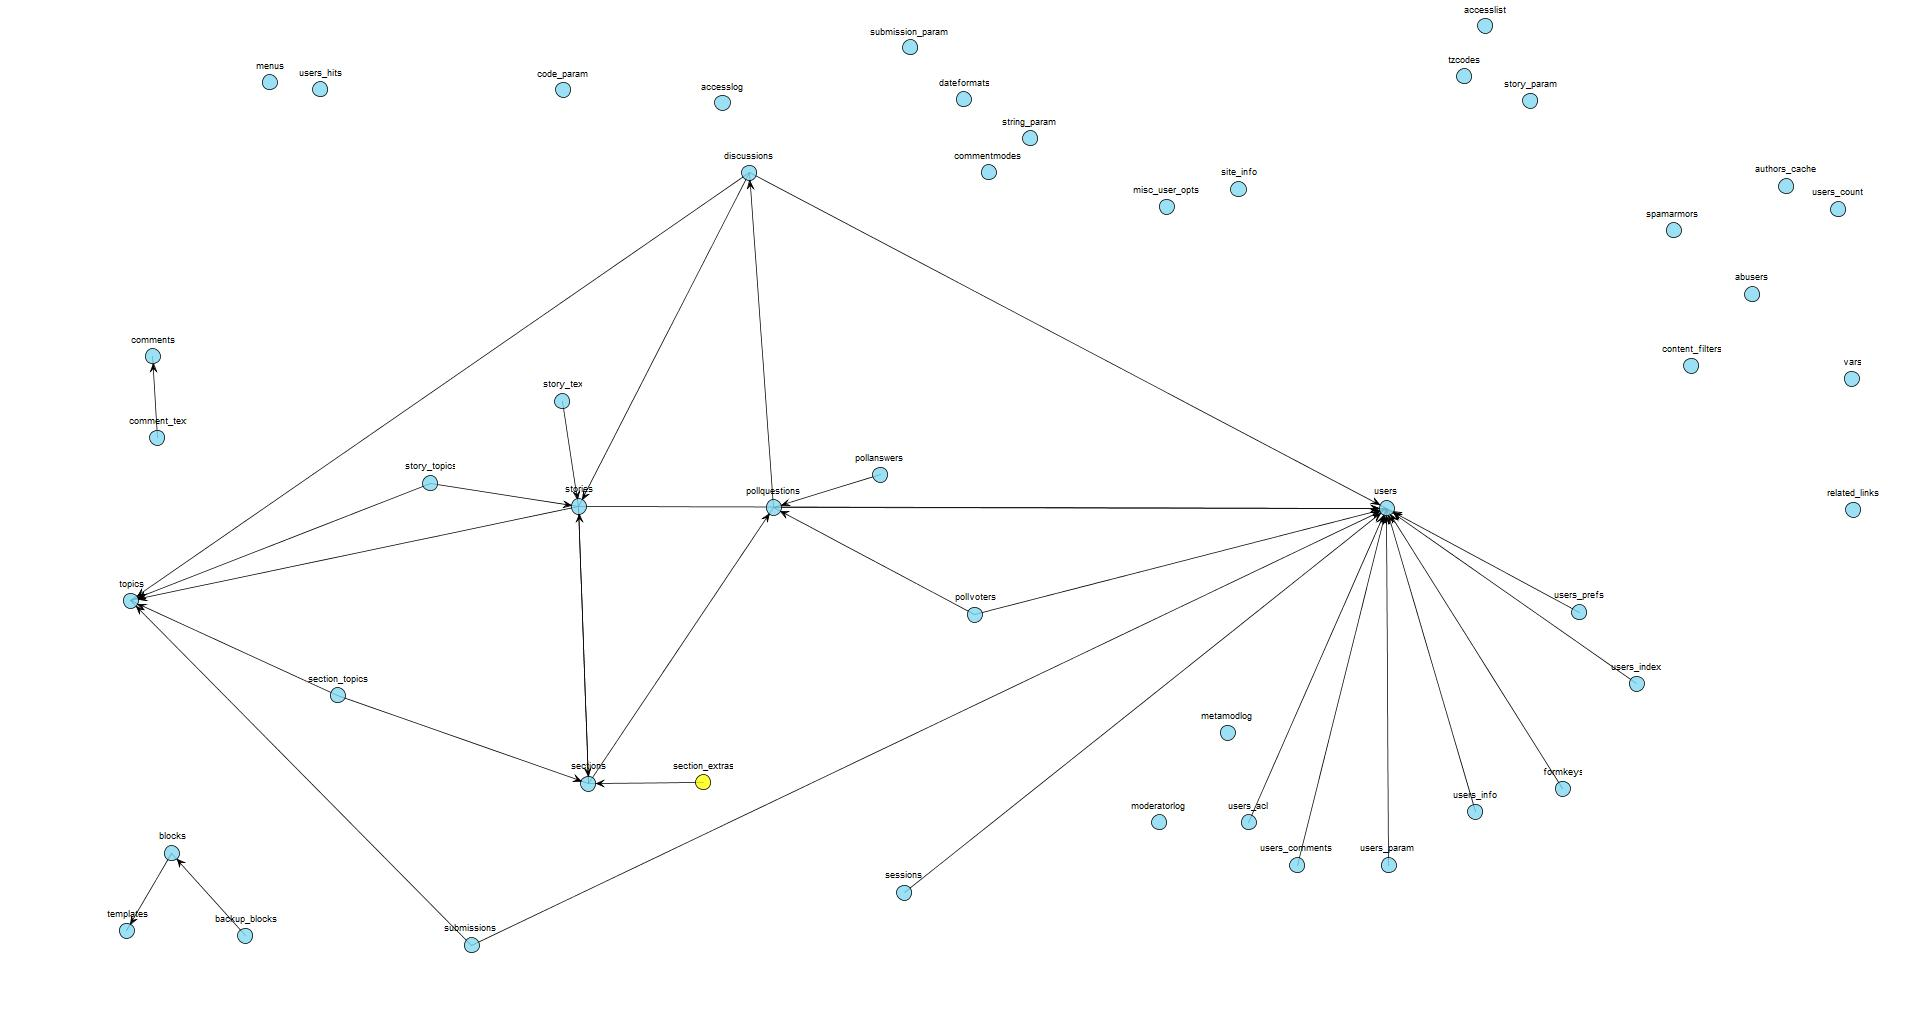 accesslist
submission_param
tzcodes
menus
users_hits
code_param
accesslog
dateformats
story_param
string_param
discussions
commentmodes
authors_cache
site_info
misc_user_opts
users_count
spamarmors
abusers
comments
content_filters
vars
story_tex
comment_tex
pollanswers
story_topics
stories
pollquestions
users
related_links
topics
pollvoters
users_prefs
users_index
section_topics
metamodlog
sections
section_extras
formkeys
users_info
moderatorlog
users_acl
blocks
users_comments
users_param
sessions
templates
backup_blocks
submissions